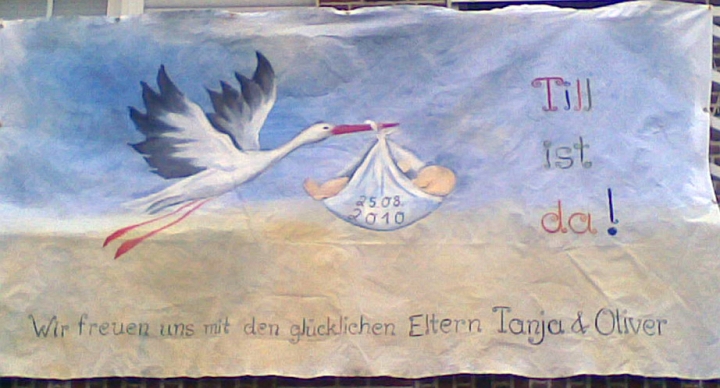 Till
ist
da!
25.08.
2010
Wir freuen uns mit den glücklichen Eltern Tanja & Oliver